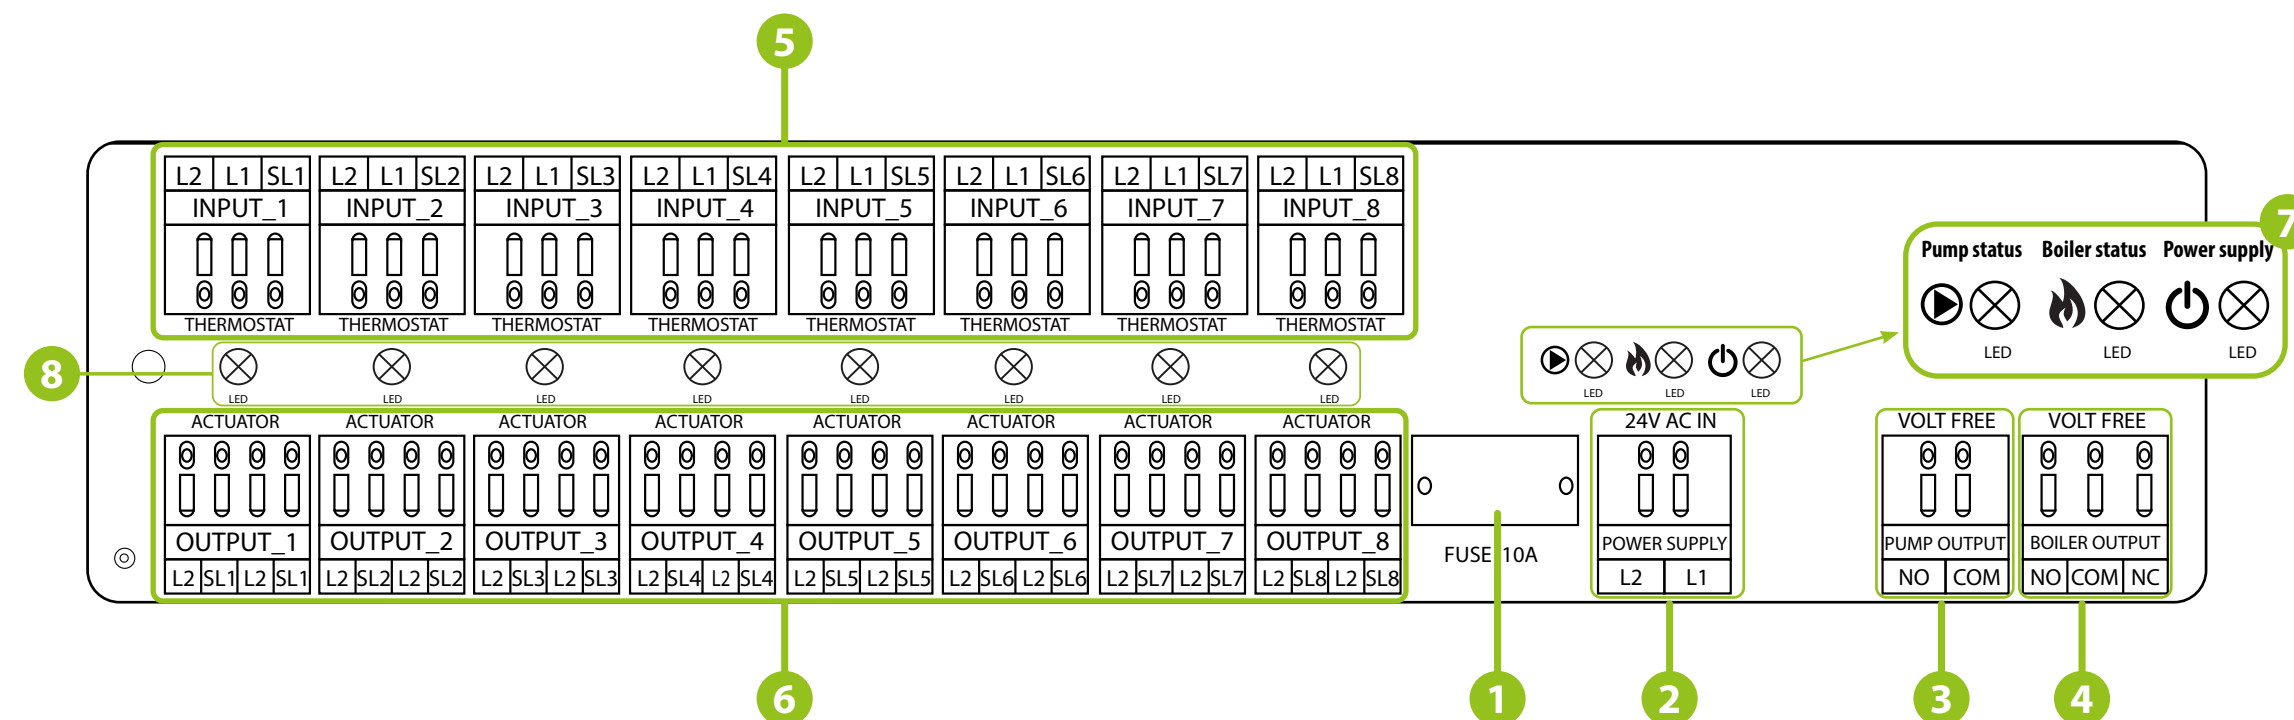 5
L2 L1 SL1 L2 L1 SL2 L2 L1 SL3 L2 L1 SL4 L2 L1 SL5 L2 L1 SL6 L2 L1 SL7 L2 L1 SL8
INPUT_1 INPUT_2 INPUT_3 INPUT_4 INPUT_5 INPUT_6 INPUT_7 INPUT_8
THERMOSTAT THERMOSTAT THERMOSTAT THERMOSTAT THERMOSTAT THERMOSTAT THERMOSTAT THERMOSTAT
7
Pump status Boiler status Power supply
LED LED LED
8
LED LED LED LED LED LED LED LED
LED LED LED
ACTUATOR ACTUATOR ACTUATOR ACTUATOR ACTUATOR ACTUATOR ACTUATOR ACTUATOR
OUTPUT_1 OUTPUT_2 OUTPUT_3 OUTPUT_4 OUTPUT_5 OUTPUT_6 OUTPUT_7 OUTPUT_8
L2 SL1 L2 SL1 L2 SL2 L2 SL2 L2 SL3 L2 SL3 L2 SL4 L2 SL4 L2 SL5 L2 SL5 L2 SL6 L2 SL6 L2 SL7 L2 SL7 L2 SL8 L2 SL8
FUSE 10A
24V AC IN
POWER SUPPLY
L2 L1
VOLT FREE
PUMP OUTPUT
NO COM
VOLT FREE
BOILER OUTPUT
NO COM NC
6 1 2 3 4